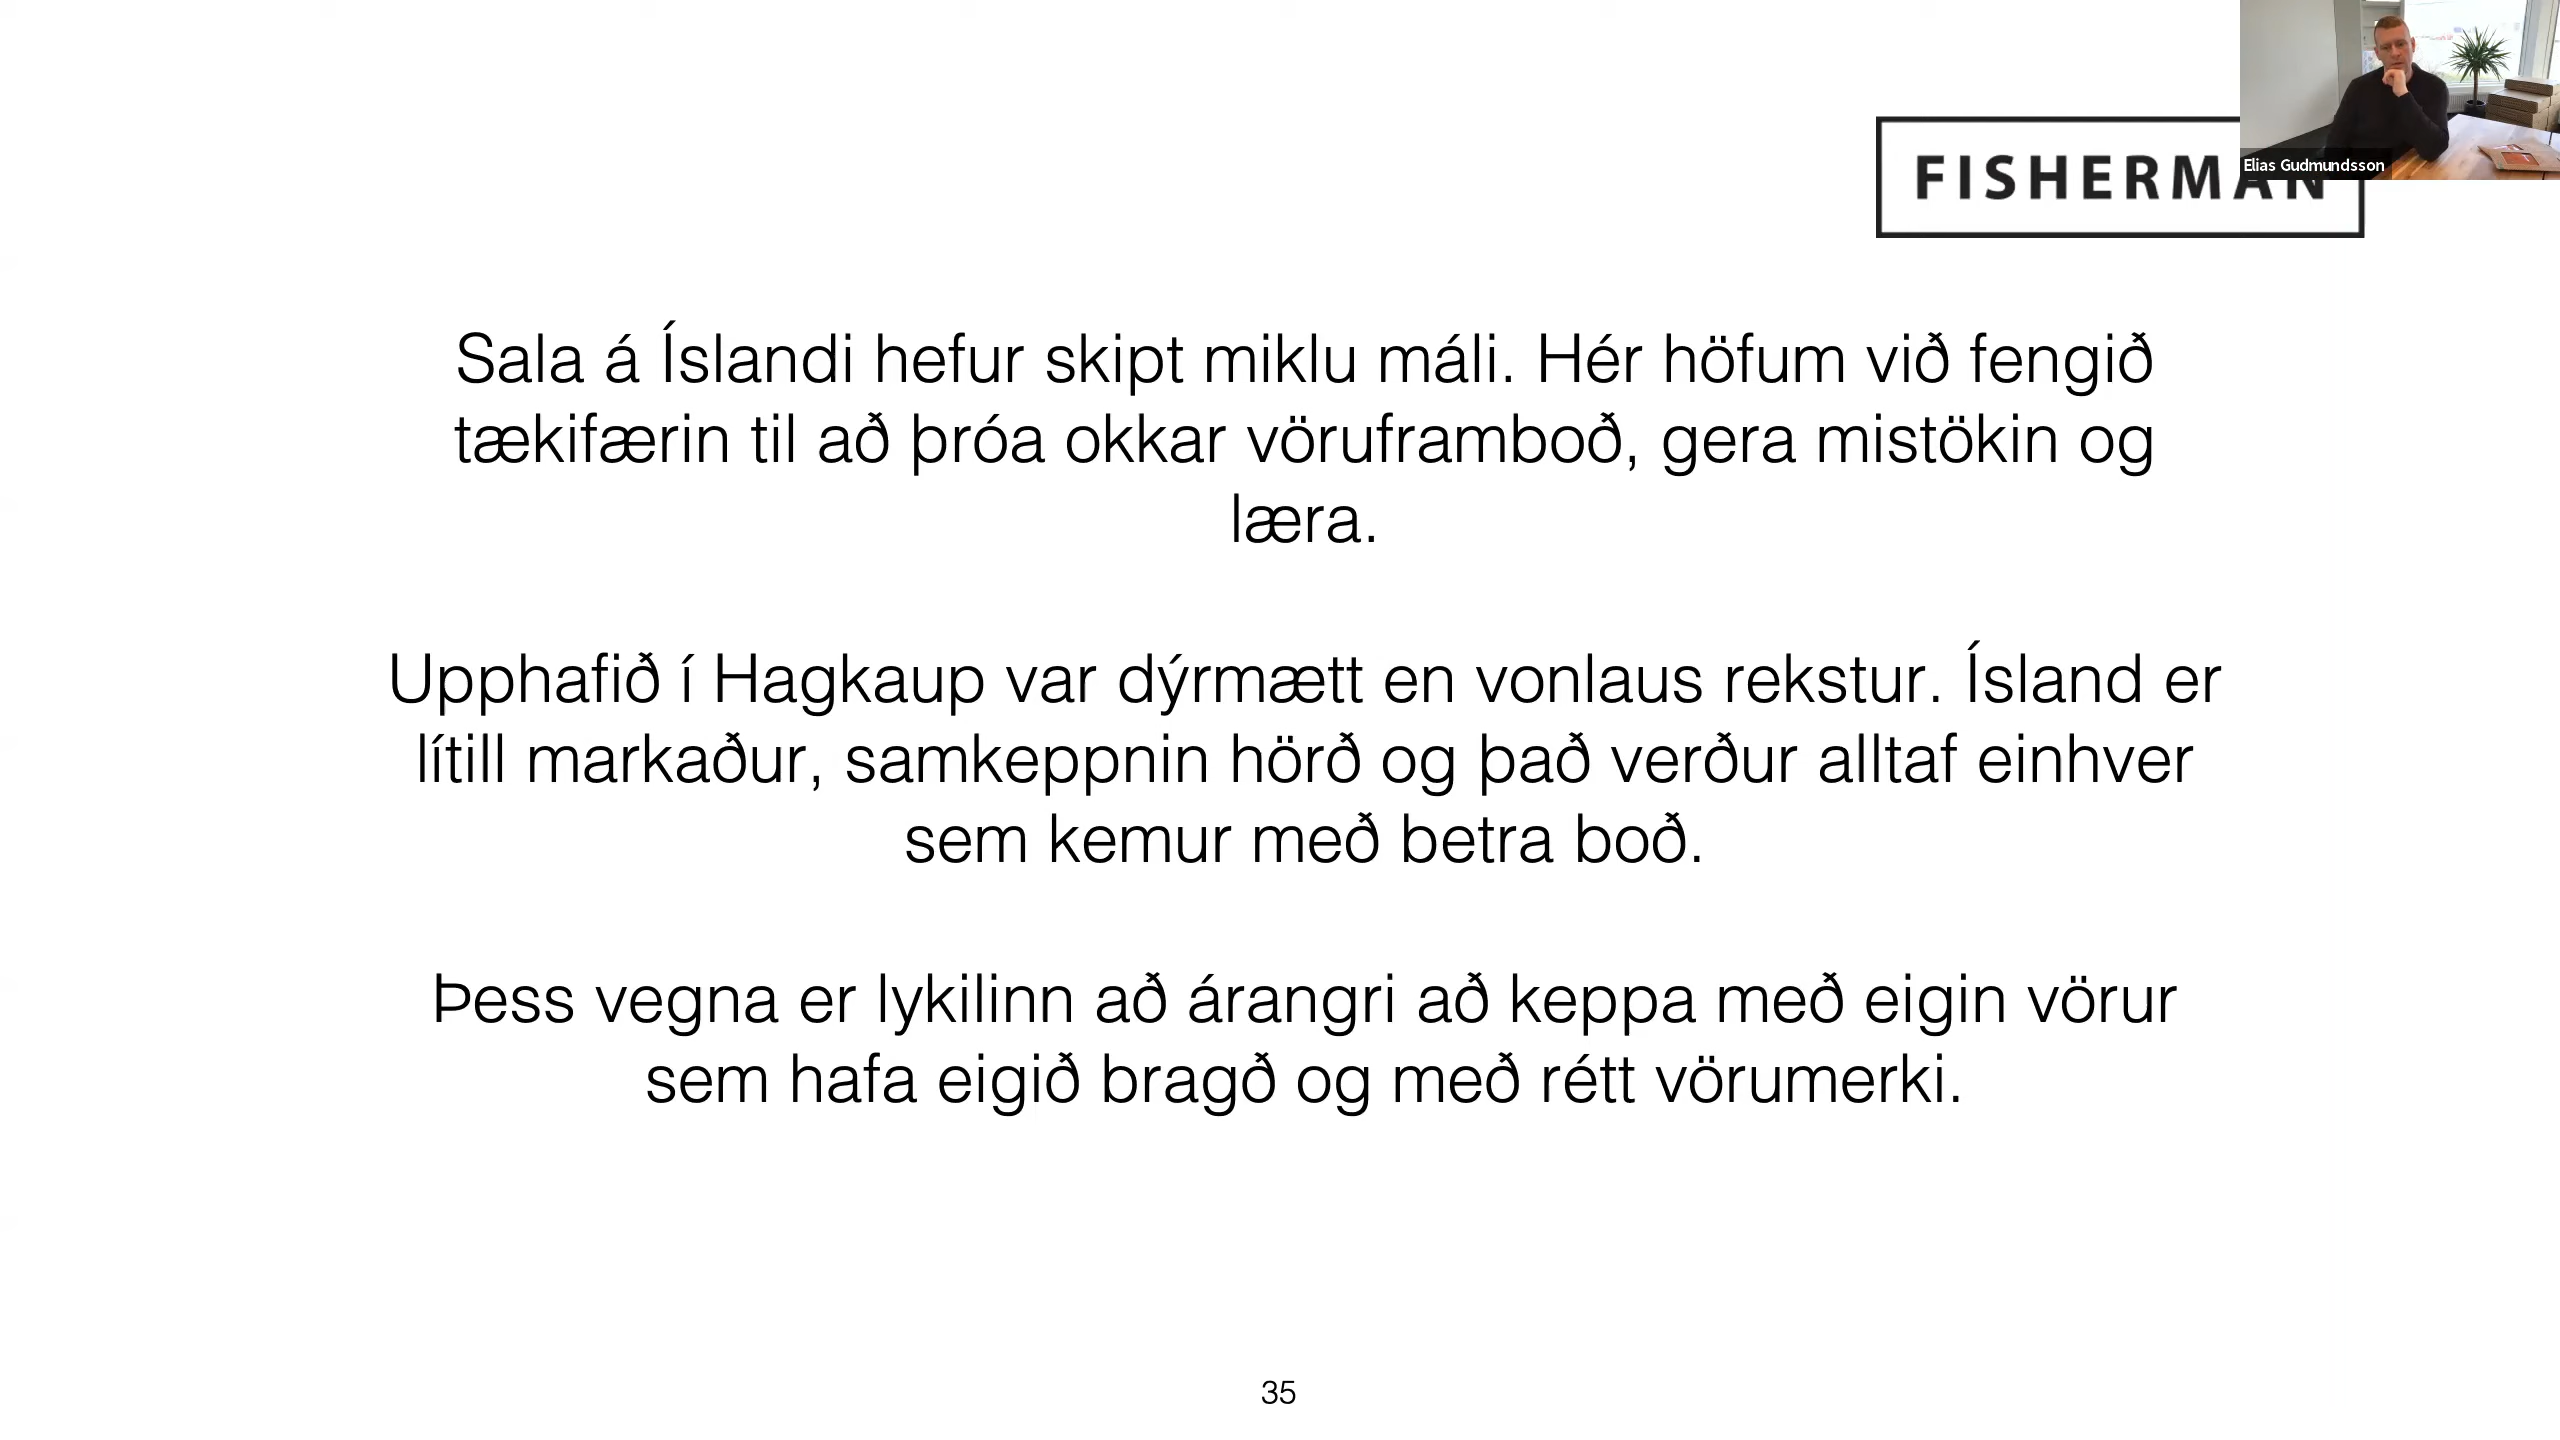 Elias Gudmundsson
FISHERMAN
Sala á Íslandi hefur skipt miklu máli. Hér höfum við fengið
tækifærin til að þróa okkar vöruframboð, gera mistökin og
læra.
Upphafið í Hagkaup var dýrmætt en vonlaus rekstur. Ísland er
lítill markaður, samkeppnin hörð og það verður alltaf einhver
sem kemur með betra boð.
Þess vegna er lykilinn að árangri að keppa með eigin vörur
sem hafa eigið bragð og með rétt vörumerki.
35